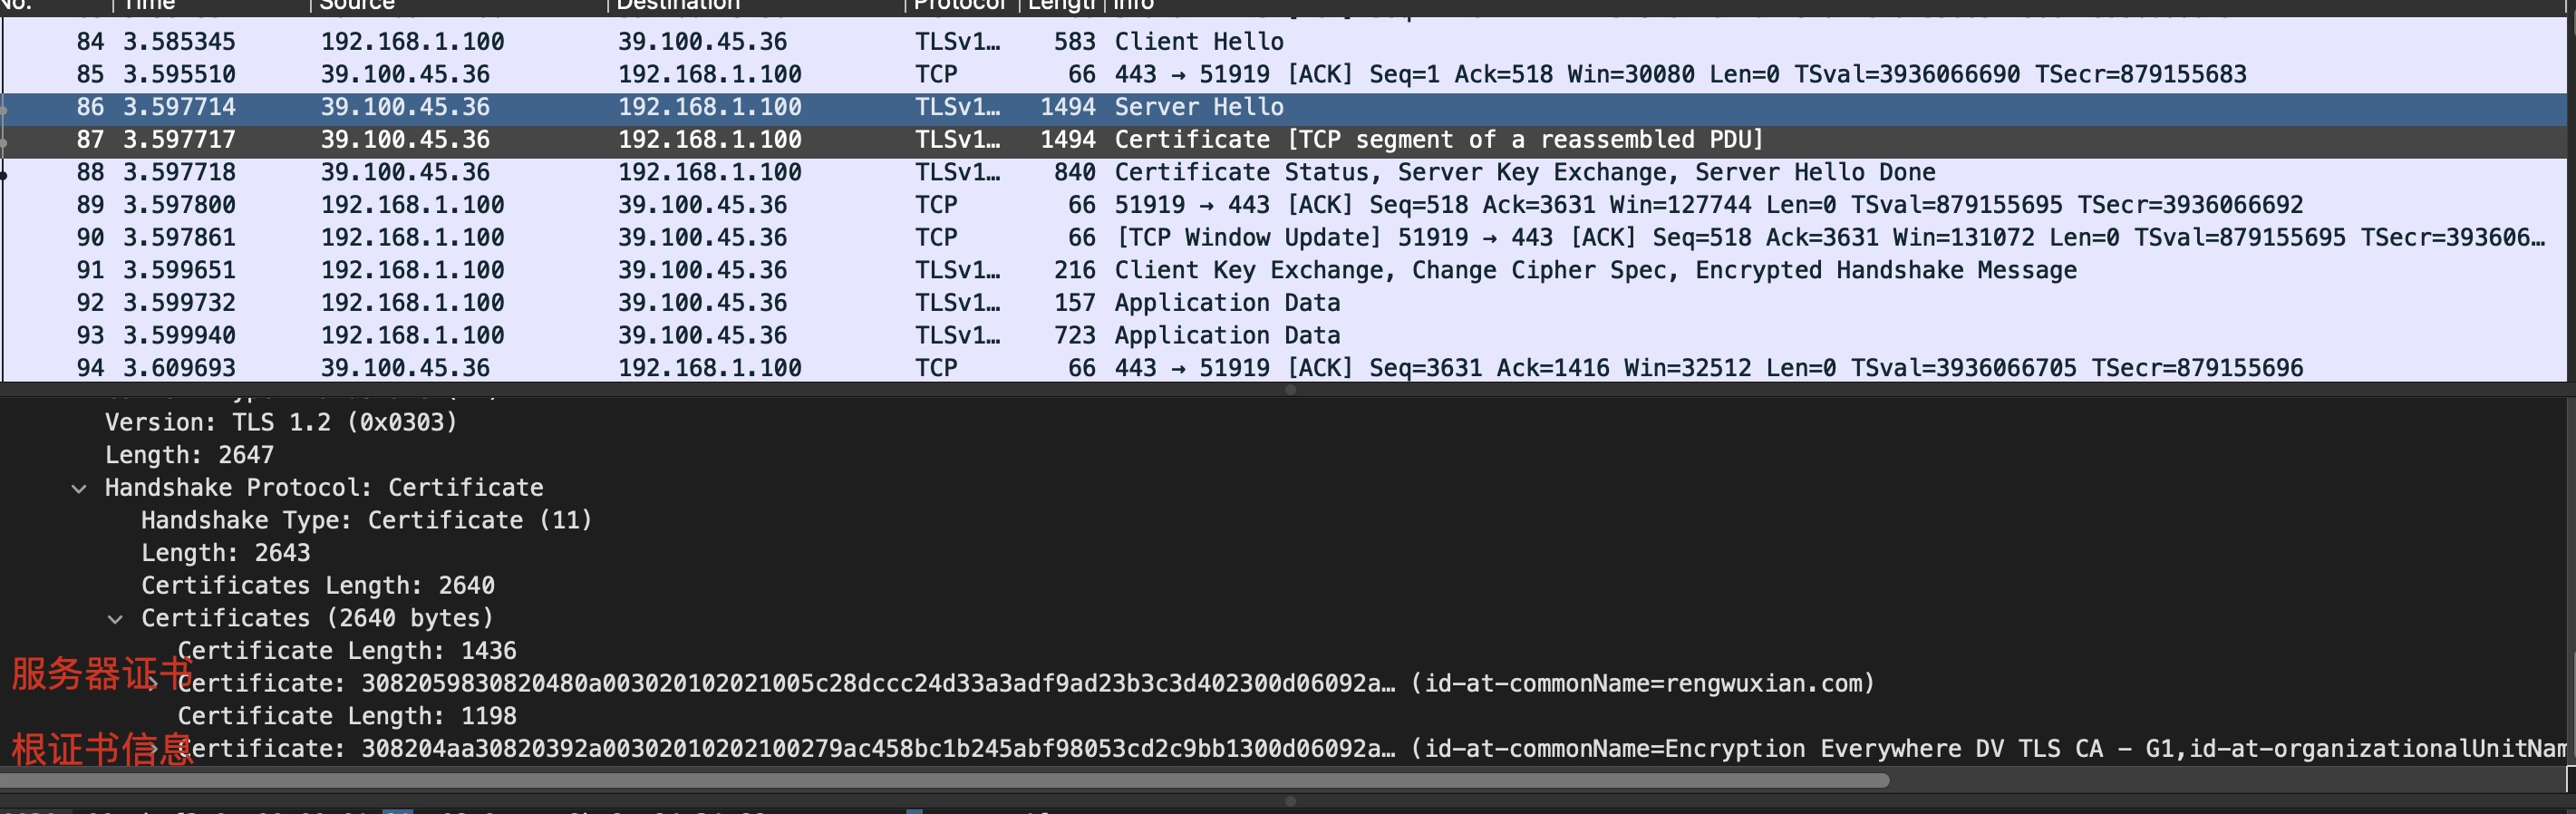 No. Time Source Destination Protocol Length Info
84 3.585345 192.168.1.100 39.100.45.36 TLSv1… 583 Client Hello
85 3.595510 39.100.45.36 192.168.1.100 TCP 66 443 → 51919 [ACK] Seq=1 Ack=518 Win=30080 Len=0 TSval=3936066690 TSecr=879155683
86 3.597714 39.100.45.36 192.168.1.100 TLSv1… 1494 Server Hello
87 3.597717 39.100.45.36 192.168.1.100 TLSv1… 1494 Certificate [TCP segment of a reassembled PDU]
88 3.597718 39.100.45.36 192.168.1.100 TLSv1… 840 Certificate Status, Server Key Exchange, Server Hello Done
89 3.597800 192.168.1.100 39.100.45.36 TCP 66 51919 → 443 [ACK] Seq=518 Ack=3631 Win=127744 Len=0 TSval=879155695 TSecr=3936066692
90 3.597861 192.168.1.100 39.100.45.36 TCP 66 [TCP Window Update] 51919 → 443 [ACK] Seq=518 Ack=3631 Win=131072 Len=0 TSval=879155695 TSecr=393606…
91 3.599651 192.168.1.100 39.100.45.36 TLSv1… 216 Client Key Exchange, Change Cipher Spec, Encrypted Handshake Message
92 3.599732 192.168.1.100 39.100.45.36 TLSv1… 157 Application Data
93 3.599940 192.168.1.100 39.100.45.36 TLSv1… 723 Application Data
94 3.609693 39.100.45.36 192.168.1.100 TCP 66 443 → 51919 [ACK] Seq=3631 Ack=1416 Win=32512 Len=0 TSval=3936066705 TSecr=879155696
Version: TLS 1.2 (0x0303)
Length: 2647
Handshake Protocol: Certificate
Handshake Type: Certificate (11)
Length: 2643
Certificates Length: 2640
Certificates (2640 bytes)
Certificate Length: 1436
服务器证书
Certificate: 3082059830820480a003020102021005c28dccc24d33a3adf9ad23b3c3d402300d06092a… (id-at-commonName=rengwuxian.com)
Certificate Length: 1198
根证书信息
Certificate: 308204aa30820392a00302010202100279ac458bc1b245abf98053cd2c9bb1300d06092a… (id-at-commonName=Encryption Everywhere DV TLS CA - G1,id-at-organizationalUnitNam